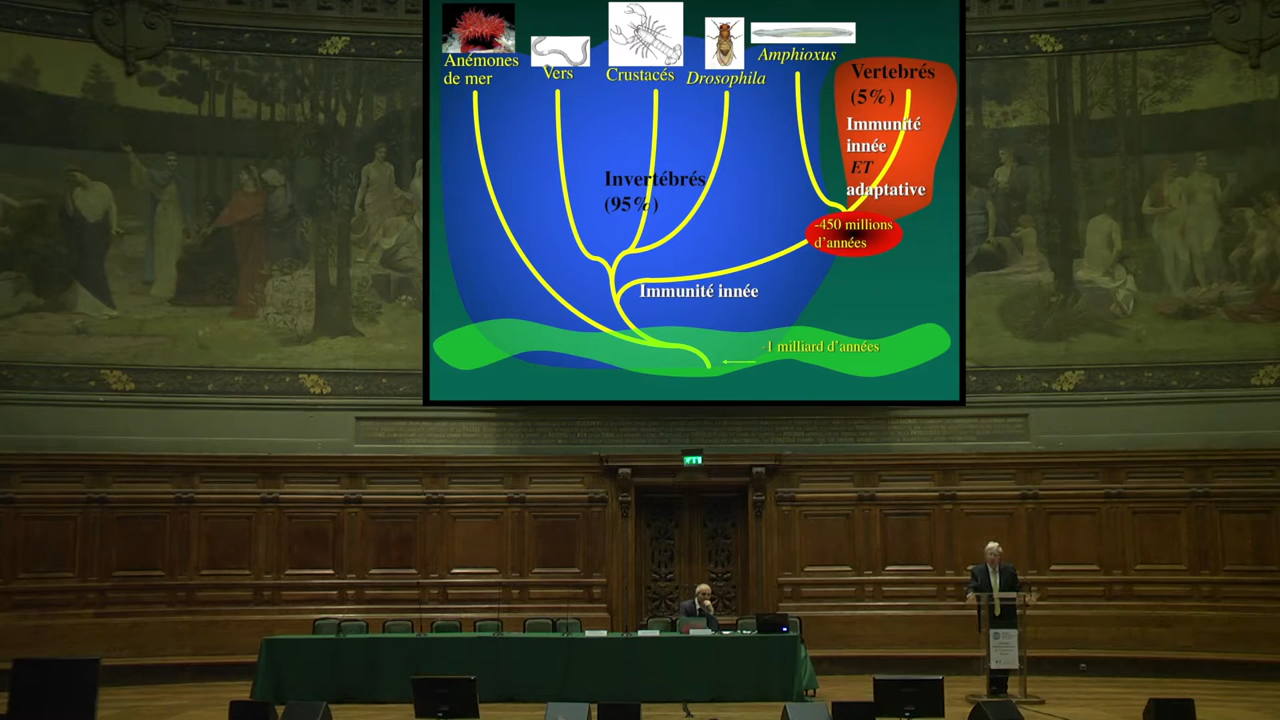 Anémones
de mer
Vers
Crustacés
Drosophila
Amphioxus
Vertebrés
(5%)
Immunité
innée
ET
adaptative
Invertébrés
(95%)
-450 millions
d’années
Immunité innée
-1 milliard d’années